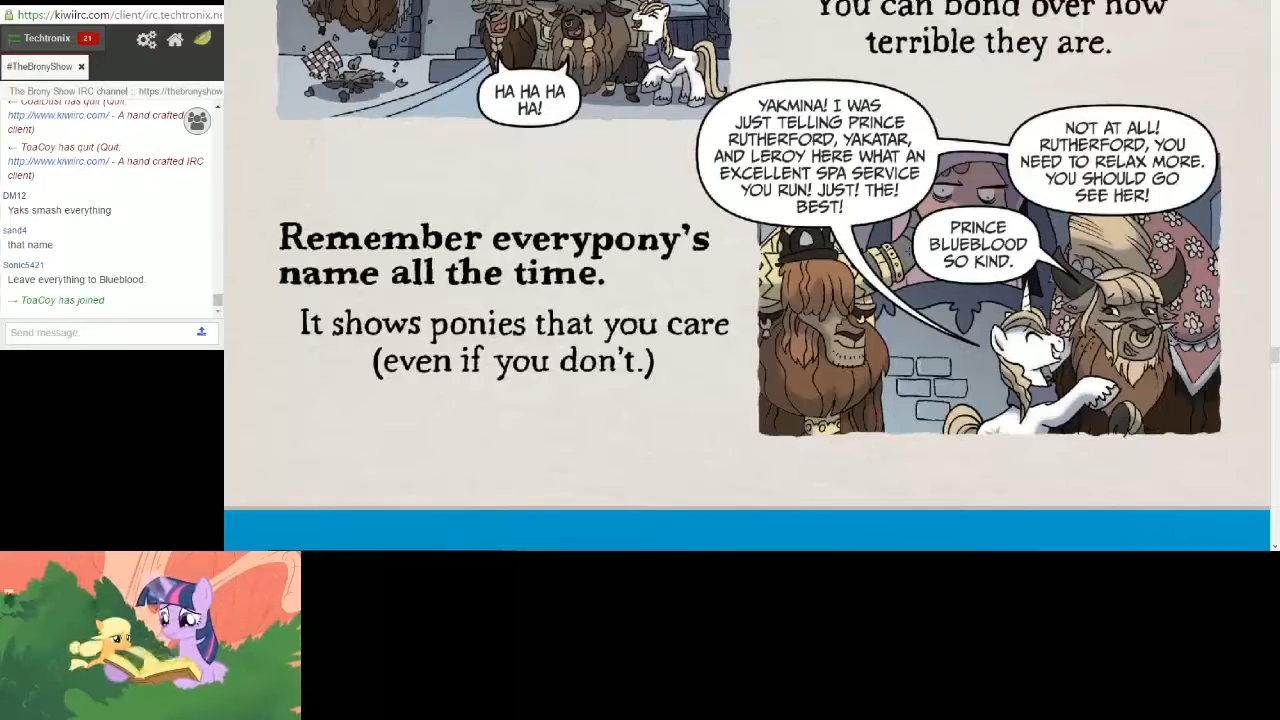 https://kiwiirc.com/client/irc.techtronix.ne
Techtronix 21
#TheBronyShow ×
The Brony Show IRC channel :: https://thebronyshow
http://www.kiwiirc.com/ - A hand crafted
client)
← ToaCoy has quit (Quit:
http://www.kiwiirc.com/ - A hand crafted IRC
client)
DM12
Yaks smash everything
sand4
that name
Sonic5421
Leave everything to Blueblood.
→ ToaCoy has joined
Send message.
You can bond over how
terrible they are.
HA HA HA
HA!
YAKMINA! I WAS
JUST TELLING PRINCE
RUTHERFORD, YAKATAR,
AND LEROY HERE WHAT AN
EXCELLENT SPA SERVICE
YOU RUN! JUST! THE!
BEST!
NOT AT ALL!
RUTHERFORD, YOU
NEED TO RELAX MORE.
YOU SHOULD GO
SEE HER!
PRINCE
BLUEBLOOD
SO KIND.
Remember everypony's
name all the time.
It shows ponies that you care
(even if you don't.)